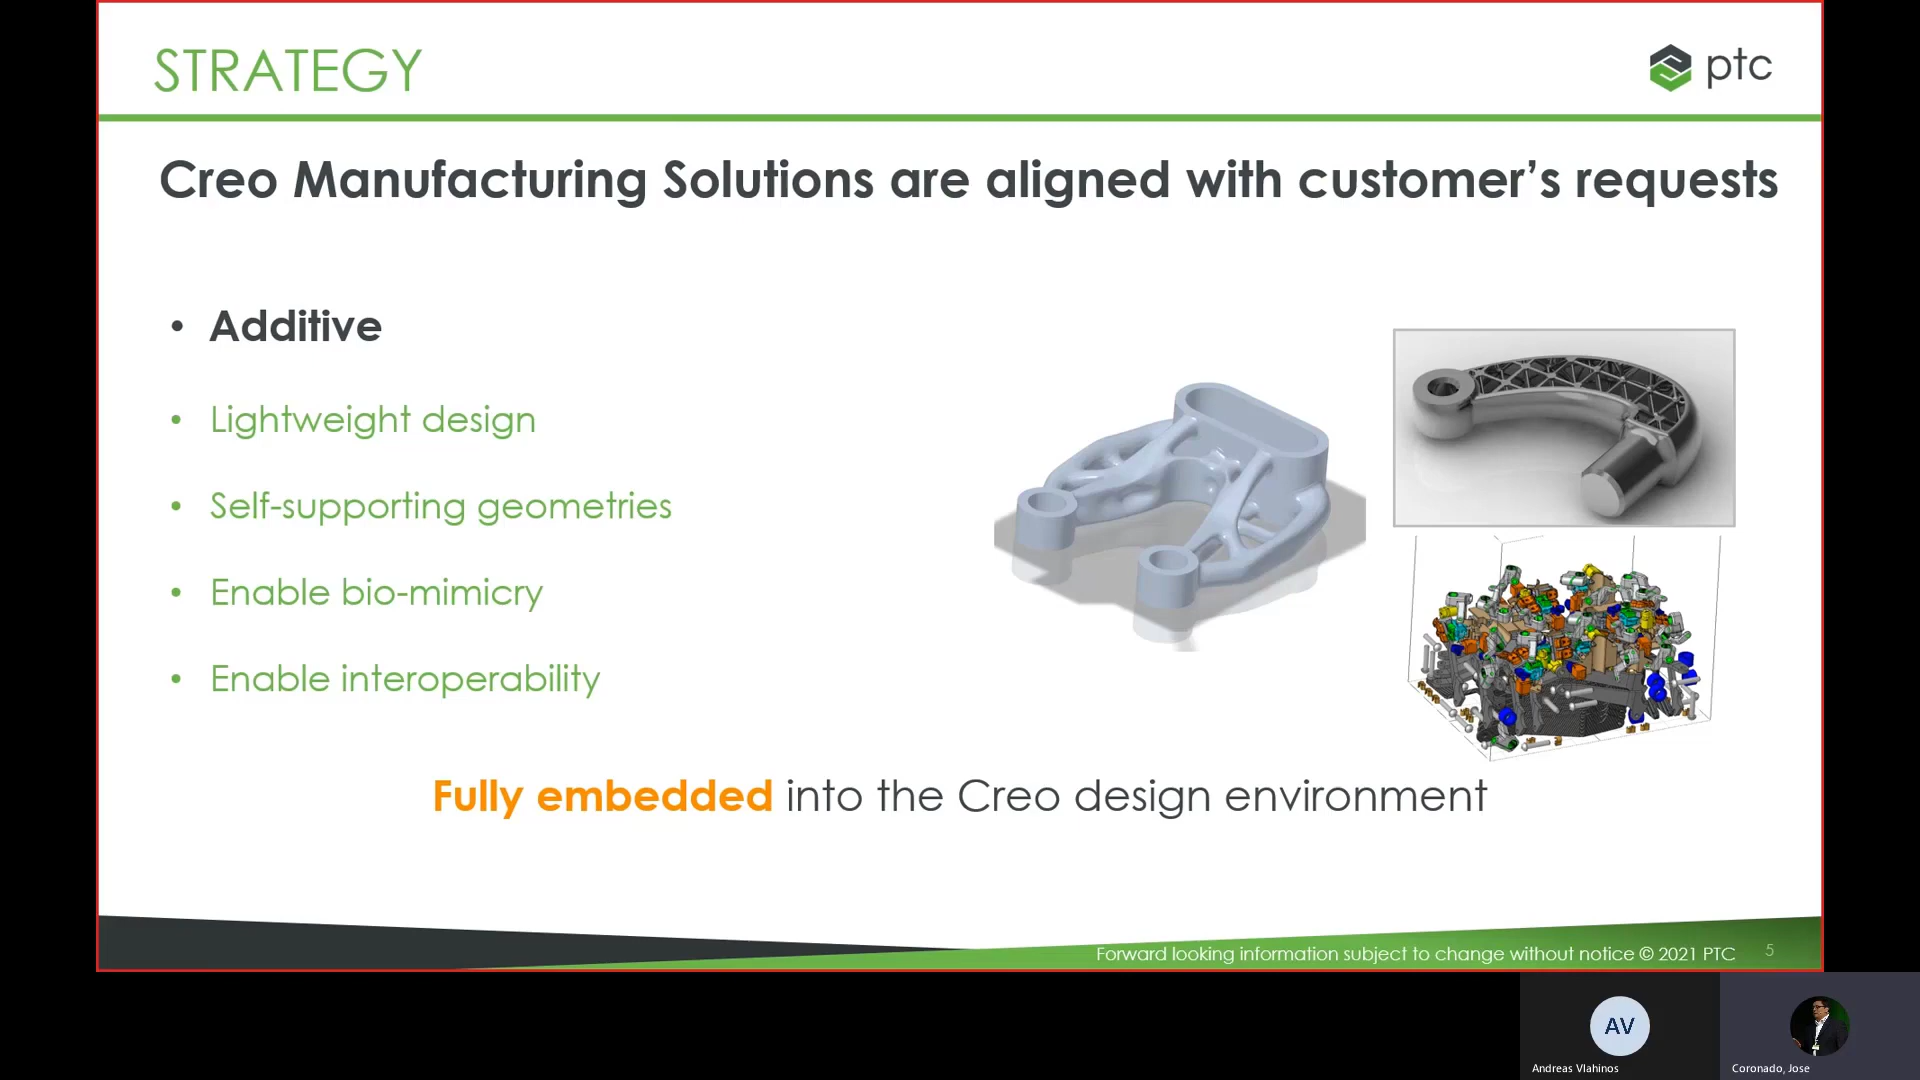 STRATEGY
ptc
Creo Manufacturing Solutions are aligned with customer’s requests
• Additive
• Lightweight design
• Self-supporting geometries
• Enable bio-mimicry
• Enable interoperability
Fully embedded into the Creo design environment
Forward looking information subject to change without notice © 2021 PTC
5
AV
Andreas Vlahinos
Coronado, Jose